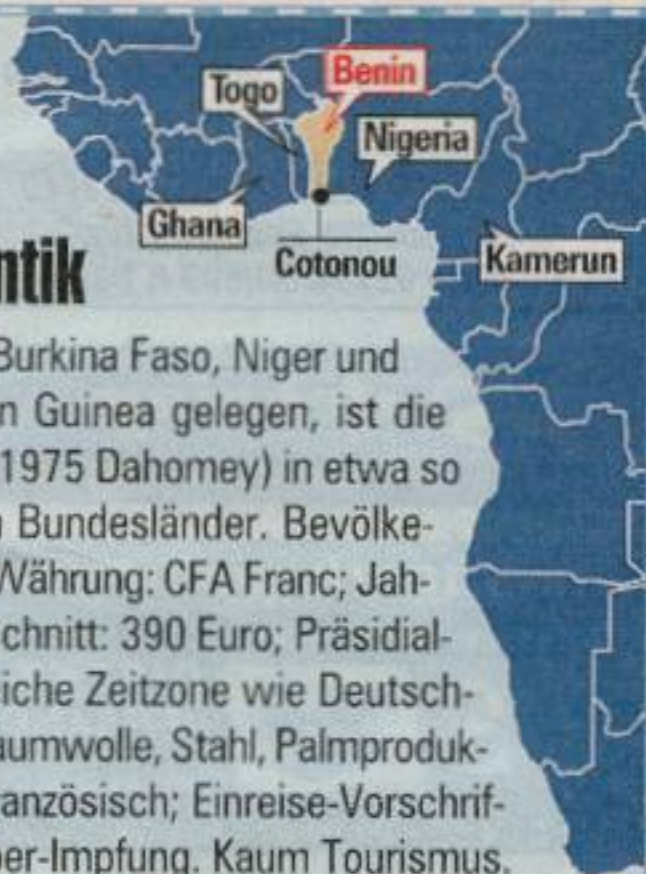 Benin
Togo
Nigeria
Ghana
Cotonou
Kamerun
ntik
Burkina Faso, Niger und
n Guinea gelegen, ist die
1975 Dahomey) in etwa so
Bundesländer. Bevölke-
Währung: CFA Franc; Jah-
chnitt: 390 Euro; Präsidial-
iche Zeitzone wie Deutsch-
aumwolle, Stahl, Palmproduk-
anzösisch; Einreise-Vorschrif-
ber-Impfung. Kaum Tourismus.